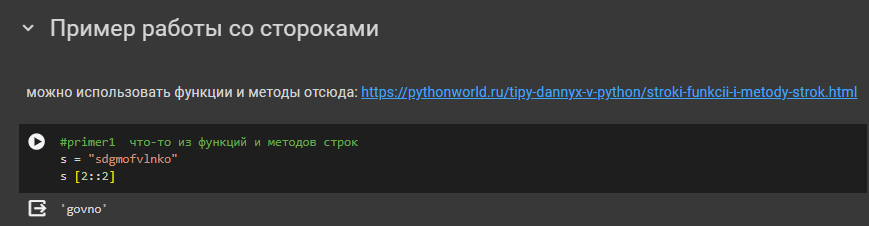 Пример работы со стороками
можно использовать функции и методы отсюда: https://pythonworld.ru/tipy-dannyx-v-python/stroki-funkcii-i-metody-strok.html
#primer1  что-то из функций и методов строк
s = "sdgmofvlnko"
s [2::2]
'govno'